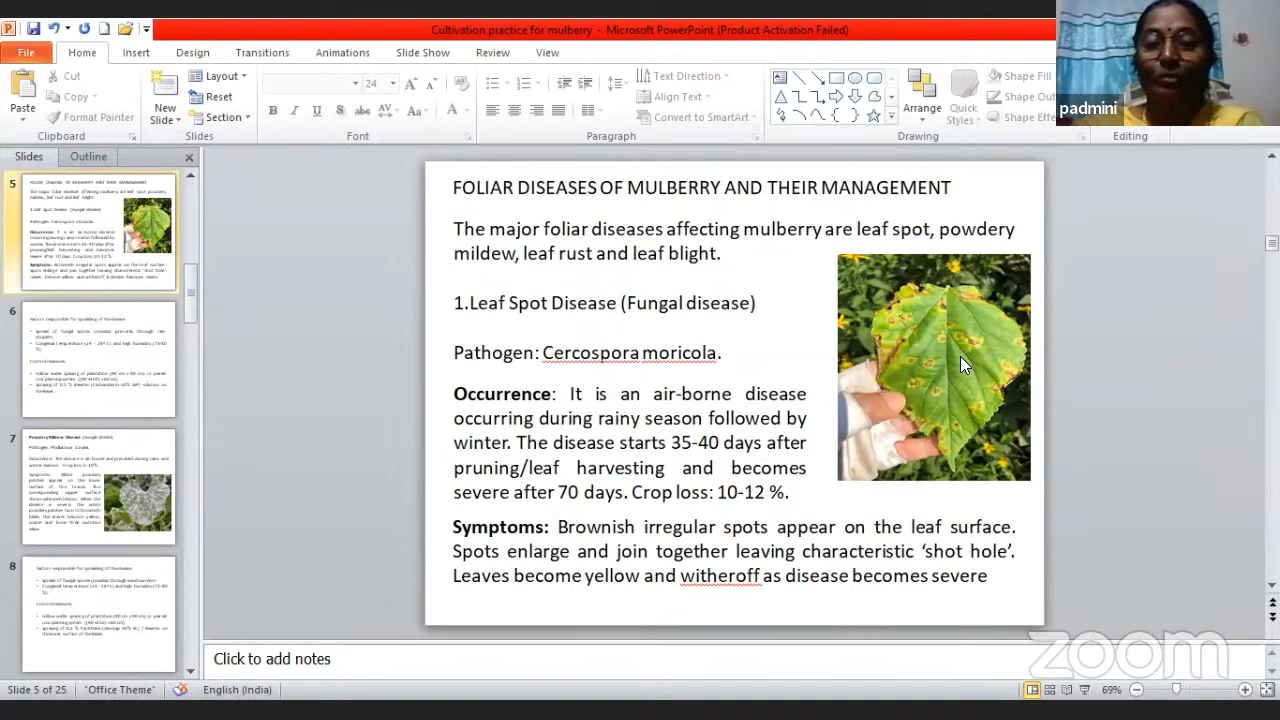 Cultivation practice for mulberry - Microsoft PowerPoint (Product Activation Failed)
File Home Insert Design Transitions Animations Slide Show Review View
Cut
Copy
Format Painter
Paste
Clipboard
New Slide
Layout
Reset
Section
Slides
24
Font
Text Direction
Align Text
Convert to SmartArt
Paragraph
Arrange
Quick Styles
Shape Fill
Shape Ou
Shape Effe
Drawing
Editing
padmini
Slides Outline
5
6
7
8
FOLIAR DISEASES OF MULBERRY AND THEIR MANAGEMENT
The major foliar diseases affecting mulberry are leaf spot, powdery
mildew, leaf rust and leaf blight.
1.Leaf Spot Disease (Fungal disease)
Pathogen: Cercospora moricola.
Occurrence: It is an air-borne disease
occurring during rainy season followed by
winter. The disease starts 35-40 days after
pruning/leaf harvesting and becomes
severe after 70 days. Crop loss: 10-12 %.
Symptoms: Brownish irregular spots appear on the leaf surface.
Spots enlarge and join together leaving characteristic ‘shot hole’.
Leaves become yellow and witheroff as disease becomes severe
Click to add notes
zoom
Slide 5 of 25 "Office Theme" English (India) 69%